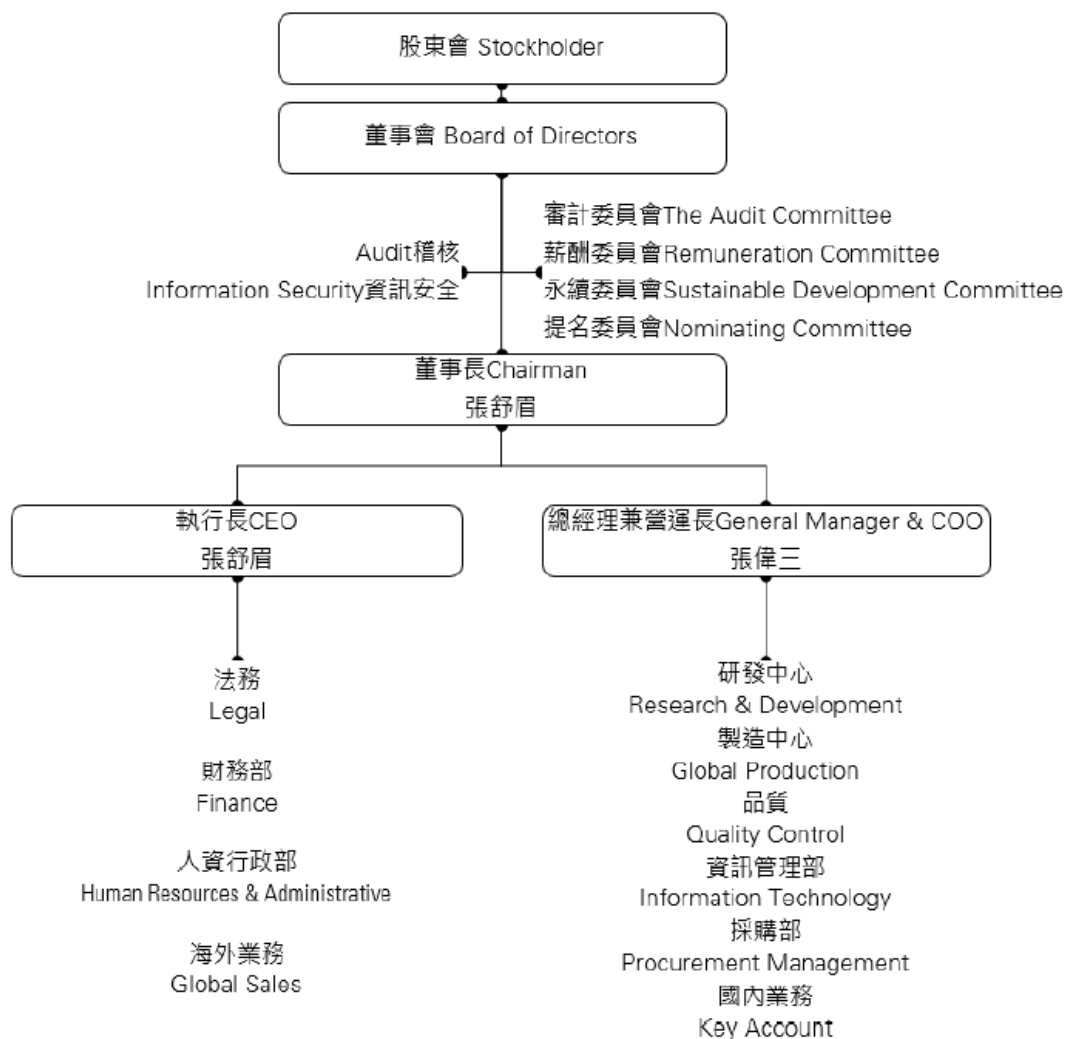 股東會 Stockholder
董事會 Board of Directors
Audit稽核
Information Security資訊安全
審計委員會The Audit Committee
薪酬委員會Remuneration Committee
永續委員會Sustainable Development Committee
提名委員會Nominating Committee
董事長Chairman
張舒眉
執行長CEO
張舒眉
法務
Legal
財務部
Finance
人資行政部
Human Resources & Administrative
海外業務
Global Sales
總經理兼營運長General Manager & COO
張偉三
研發中心
Research & Development
製造中心
Global Production
品質
Quality Control
資訊管理部
Information Technology
採購部
Procurement Management
國內業務
Key Account